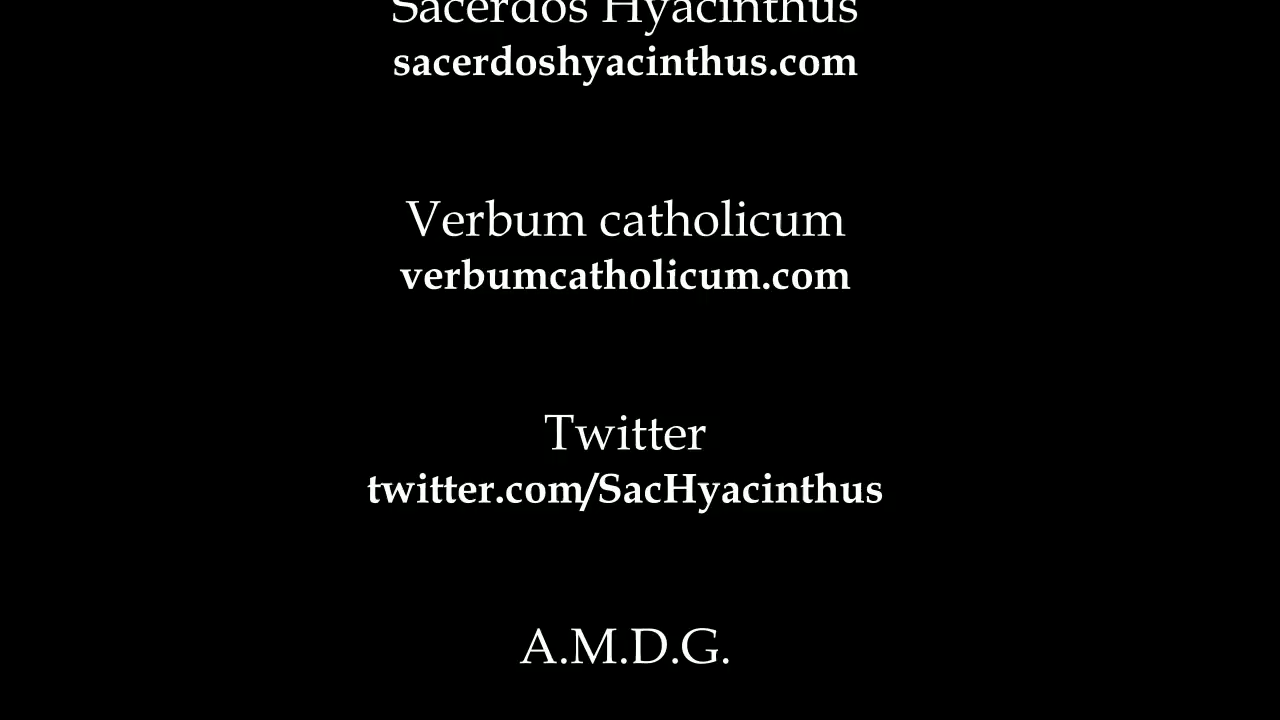 Sacerdos Hyacinthus
sacerdoshyacinthus.com
Verbum catholicum
verbumcatholicum.com
Twitter
twitter.com/SacHyacinthus
A.M.D.G.